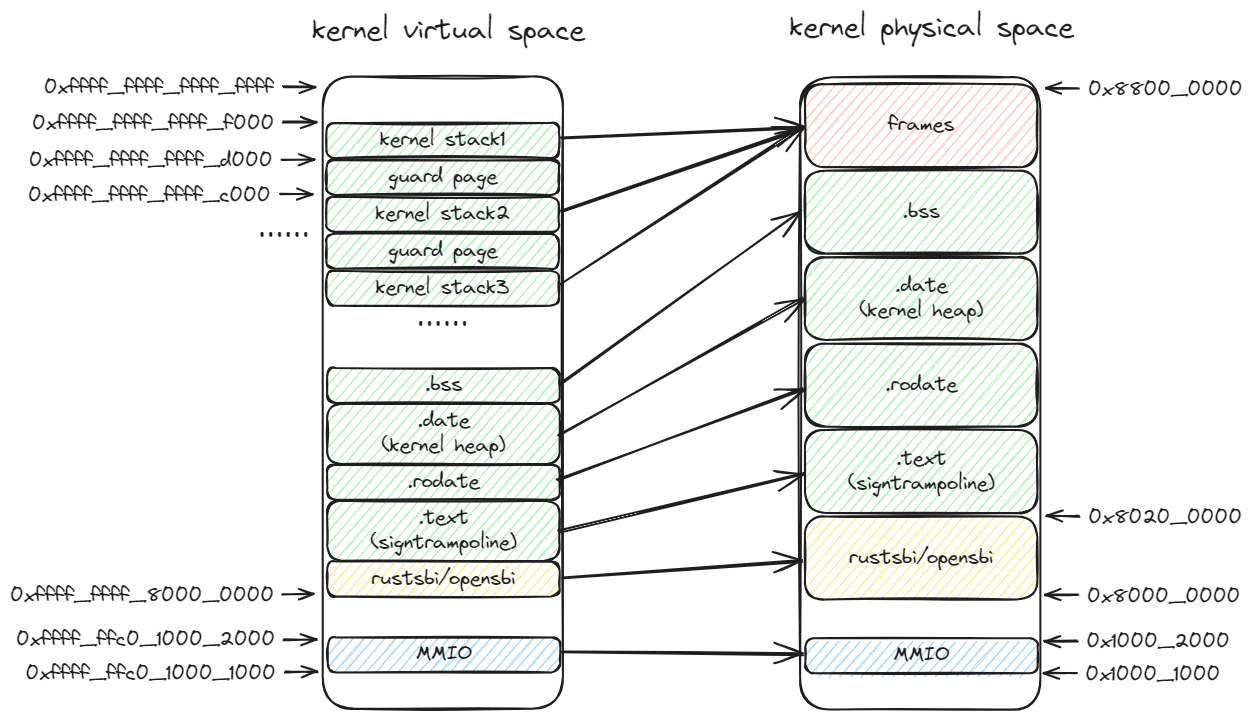 kernel virtual space
kernel physical space
0xffff_ffff_ffff_ffff
0xffff_ffff_ffff_f000
0xffff_ffff_ffff_d000
0xffff_ffff_ffff_c000
......
0xffff_ffff_8000_0000
0xffff_ffc0_1000_2000
0xffff_ffc0_1000_1000
kernel stack1
guard page
kernel stack2
guard page
kernel stack3
......
.bss
.date
(kernel heap)
.rodate
.text
(signtrampoline)
rustsbi/opensbi
MMIO
frames
.bss
.date
(kernel heap)
.rodate
.text
(signtrampoline)
rustsbi/opensbi
MMIO
0x8800_0000
0x8020_0000
0x8000_0000
0x1000_2000
0x1000_1000